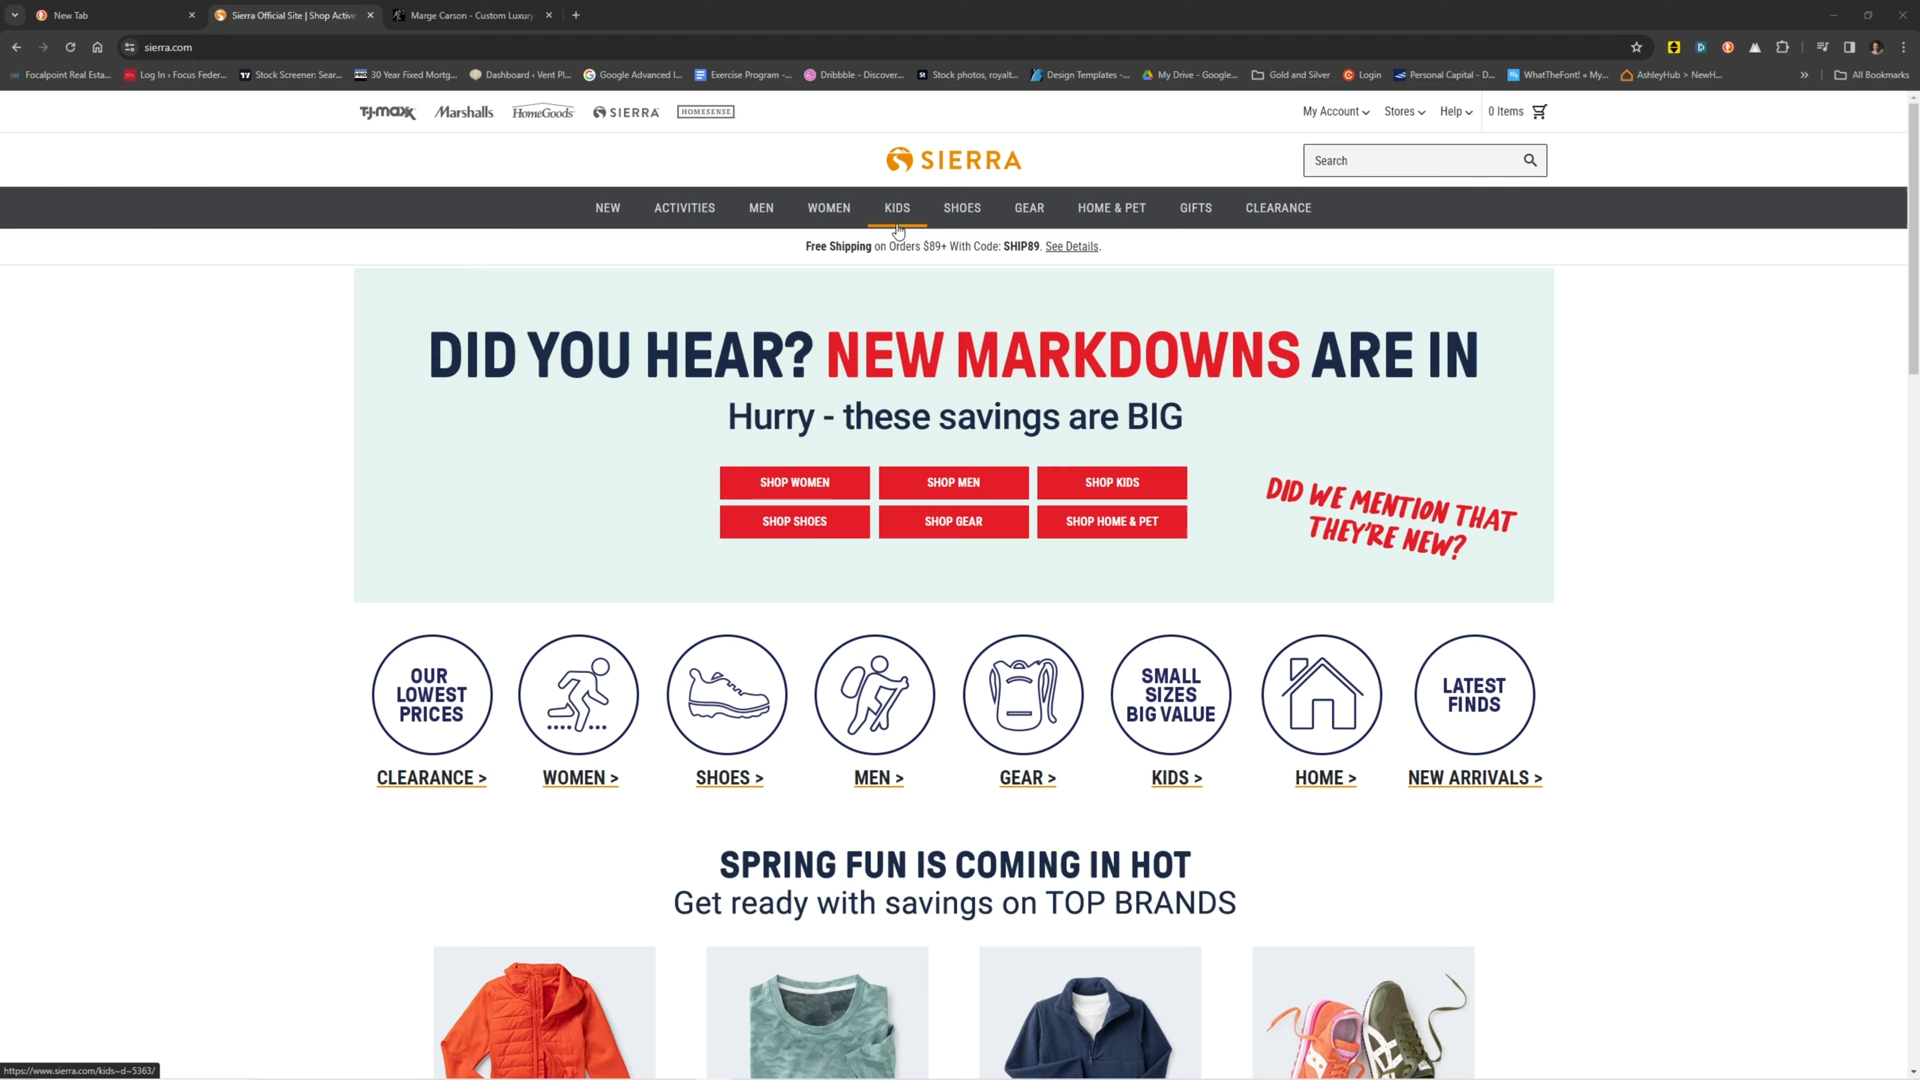 New Tab
Sierra Official Site | Shop Active
Marge Carson - Custom Luxury
sierra.com
Focalpoint Real Esta...
Log In ‹ Focus Feder...
Stock Screener: Sear...
30 Year Fixed Mortg...
Dashboard ‹ Vent Pl...
Google Advanced I...
Exercise Program -...
Dribbble - Discover...
Stock photos, royalt...
Design Templates -...
My Drive - Google...
Gold and Silver
Login
Personal Capital - D...
WhatTheFont! « My...
AshleyHub > NewH...
»
All Bookmarks
T·J·maxx
Marshalls
HomeGoods
SIERRA
HOMESENSE
My Account
Stores
Help
0 Items
SIERRA
Search
NEW
ACTIVITIES
MEN
WOMEN
KIDS
SHOES
GEAR
HOME & PET
GIFTS
CLEARANCE
Free Shipping on Orders $89+ With Code: SHIP89. See Details.
DID YOU HEAR? NEW MARKDOWNS ARE IN
Hurry - these savings are BIG
SHOP WOMEN
SHOP MEN
SHOP KIDS
SHOP SHOES
SHOP GEAR
SHOP HOME & PET
DID WE MENTION THAT
THEY'RE NEW?
OUR
LOWEST
PRICES
SMALL
SIZES
BIG VALUE
LATEST
FINDS
CLEARANCE >
WOMEN >
SHOES >
MEN >
GEAR >
KIDS >
HOME >
NEW ARRIVALS >
SPRING FUN IS COMING IN HOT
Get ready with savings on TOP BRANDS
https://www.sierra.com/kids~d~5363/